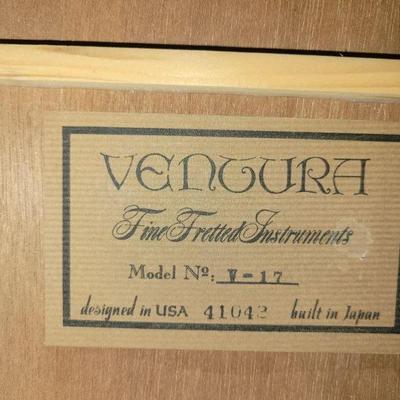 VENTURA
Fine Fretted Instruments
Model Nº: V-17
designed in USA 41042 built in Japan